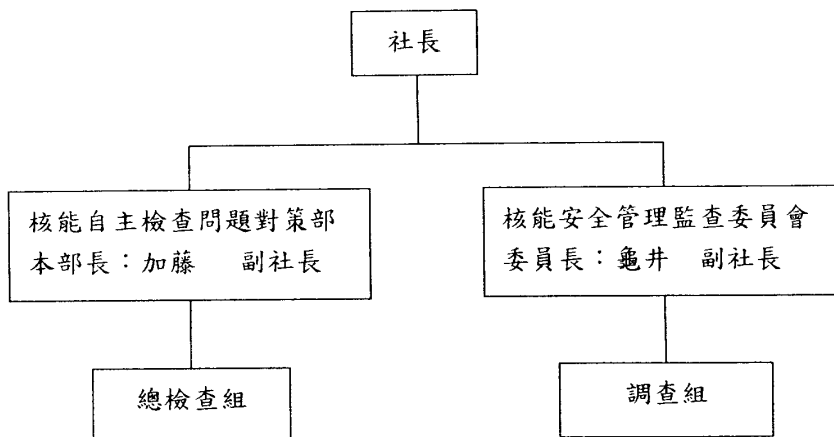 社長
核能自主檢查問題對策部
本部長：加藤 副社長
核能安全管理監查委員會
委員長：龜井 副社長
總檢查組
調查組